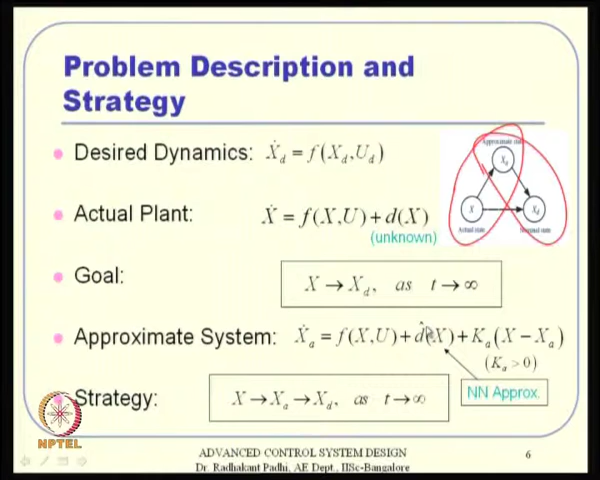 Problem Description and
Strategy
Desired Dynamics: Ẋ_d = f(X_d, U_d)
Approximate state
X_a
X
X_d
Actual state
Actual Plant: Ẋ = f(X, U) + d(X)
(unknown)
Goal:
X → X_d, as t → ∞
Approximate System: Ẋ_a = f(X, U) + d̂(X) + K_a(X − X_a)
(K_a > 0)
NN Approx.
Strategy: X → X_a → X_d, as t → ∞
NPTEL
ADVANCED CONTROL SYSTEM DESIGN
Dr. Radhakant Padhi, AE Dept., IISc-Bangalore
6